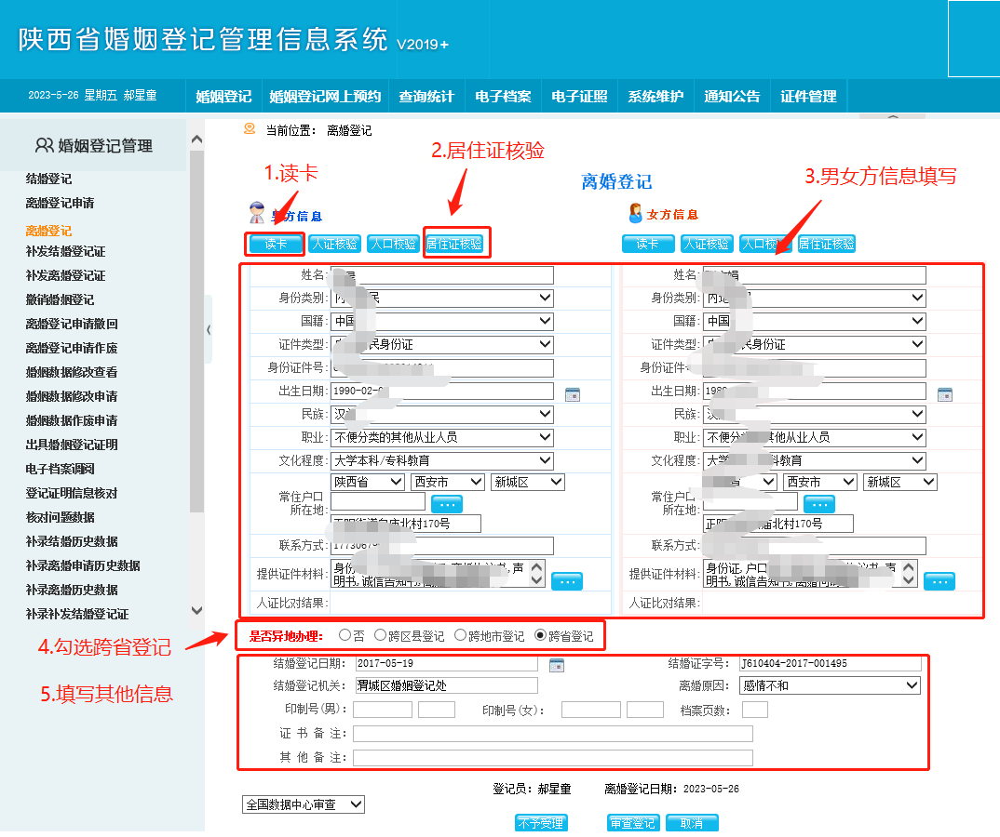 陕西省婚姻登记管理信息系统 V2019+
2023-5-26 星期五 郝星童 婚姻登记 婚姻登记网上预约 查询统计 电子档案 电子证照 系统维护 通知公告 证件管理
婚姻登记管理
结婚登记
离婚登记申请
离婚登记
补发结婚登记证
补发离婚登记证
撤销婚姻登记
离婚登记申请撤回
离婚登记申请作废
婚姻数据修改查看
婚姻数据修改申请
婚姻数据作废申请
出具婚姻登记证明
电子档案调阅
登记证明信息核对
核对问题数据
补录结婚历史数据
补录离婚申请历史数据
补录离婚历史数据
补录补发结婚登记证
4.勾选跨省登记
5.填写其他信息
当前位置： 离婚登记
1.读卡
2.居住证核验
3.男女方信息填写
离婚登记
方信息
女方信息
读卡 人证核验 人口核验 居住证核验
读卡 人证核验 人口核验 居住证核验
姓名:
身份类别: 民
国籍: 中国
证件类型: 民身份证
身份证件号
出生日期: 1990-02-0
民族: 汉
职业: 不便分类的其他从业人员
文化程度: 大学本科/专科教育
常住户口所在地: 陕西省 西安市 新城区
...
庙北村170号
联系方式:
提供证件材料: 身份 声
明书,诚信告知书, ...
人证比对结果:
姓名: 娟
身份类别: 内
国籍: 中国
证件类型: 民身份证
身份证件号
出生日期: 198
民族: 汉
职业: 不便分 其他从业人员
文化程度: 大学 科教育
常住户口所在地: 省 西安市 新城区
...
正 庙北村170号
联系方式:
提供证件材料: 身份证,户口 议书,声
明书,诚信告知书,离婚 ...
人证比对结果:
是否异地办理: 否 跨区县登记 跨地市登记 跨省登记
结婚登记日期: 2017-05-19 结婚证字号: J610404-2017-001495
结婚登记机关: 渭城区婚姻登记处 离婚原因: 感情不和
印制号(男): 印制号(女): 档案页数:
证 书 备 注:
其 他 备 注:
登记员: 郝星童 离婚登记日期: 2023-05-26
全国数据中心审查
不予受理 审查登记 取消